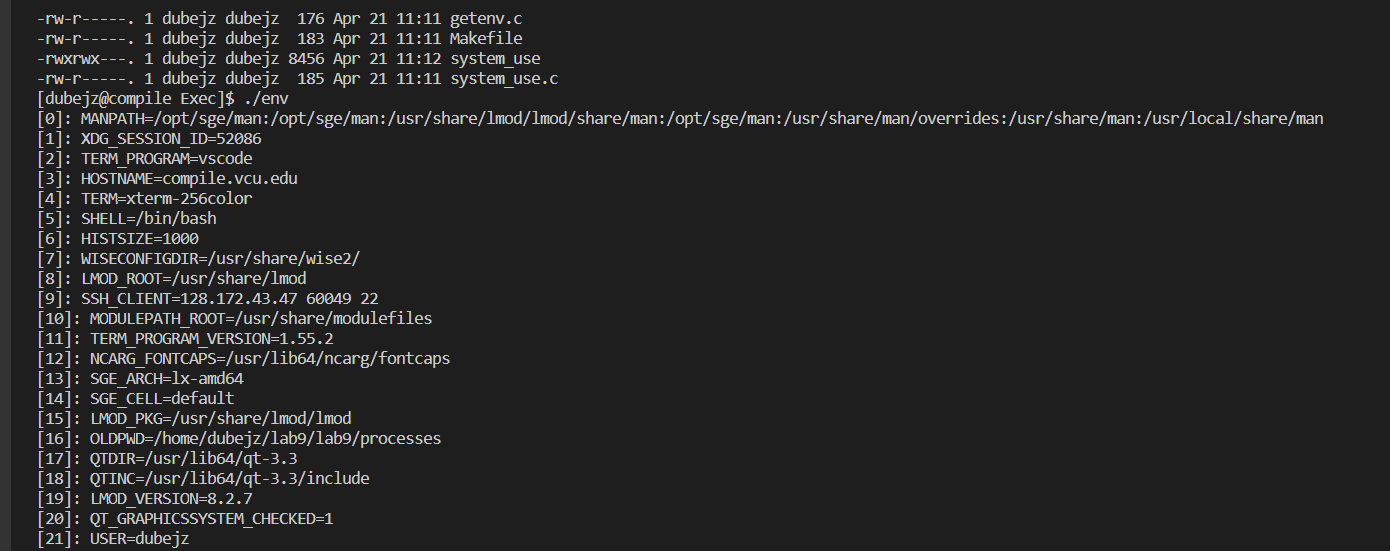 -rw-r-----. 1 dubejz dubejz  176 Apr 21 11:11 getenv.c
-rw-r-----. 1 dubejz dubejz  183 Apr 21 11:11 Makefile
-rwxrwx---. 1 dubejz dubejz 8456 Apr 21 11:12 system_use
-rw-r-----. 1 dubejz dubejz  185 Apr 21 11:11 system_use.c
[dubejz@compile Exec]$ ./env
[0]: MANPATH=/opt/sge/man:/opt/sge/man:/usr/share/lmod/lmod/share/man:/opt/sge/man:/usr/share/man/overrides:/usr/share/man:/usr/local/share/man
[1]: XDG_SESSION_ID=52086
[2]: TERM_PROGRAM=vscode
[3]: HOSTNAME=compile.vcu.edu
[4]: TERM=xterm-256color
[5]: SHELL=/bin/bash
[6]: HISTSIZE=1000
[7]: WISECONFIGDIR=/usr/share/wise2/
[8]: LMOD_ROOT=/usr/share/lmod
[9]: SSH_CLIENT=128.172.43.47 60049 22
[10]: MODULEPATH_ROOT=/usr/share/modulefiles
[11]: TERM_PROGRAM_VERSION=1.55.2
[12]: NCARG_FONTCAPS=/usr/lib64/ncarg/fontcaps
[13]: SGE_ARCH=lx-amd64
[14]: SGE_CELL=default
[15]: LMOD_PKG=/usr/share/lmod/lmod
[16]: OLDPWD=/home/dubejz/lab9/lab9/processes
[17]: QTDIR=/usr/lib64/qt-3.3
[18]: QTINC=/usr/lib64/qt-3.3/include
[19]: LMOD_VERSION=8.2.7
[20]: QT_GRAPHICSSYSTEM_CHECKED=1
[21]: USER=dubejz